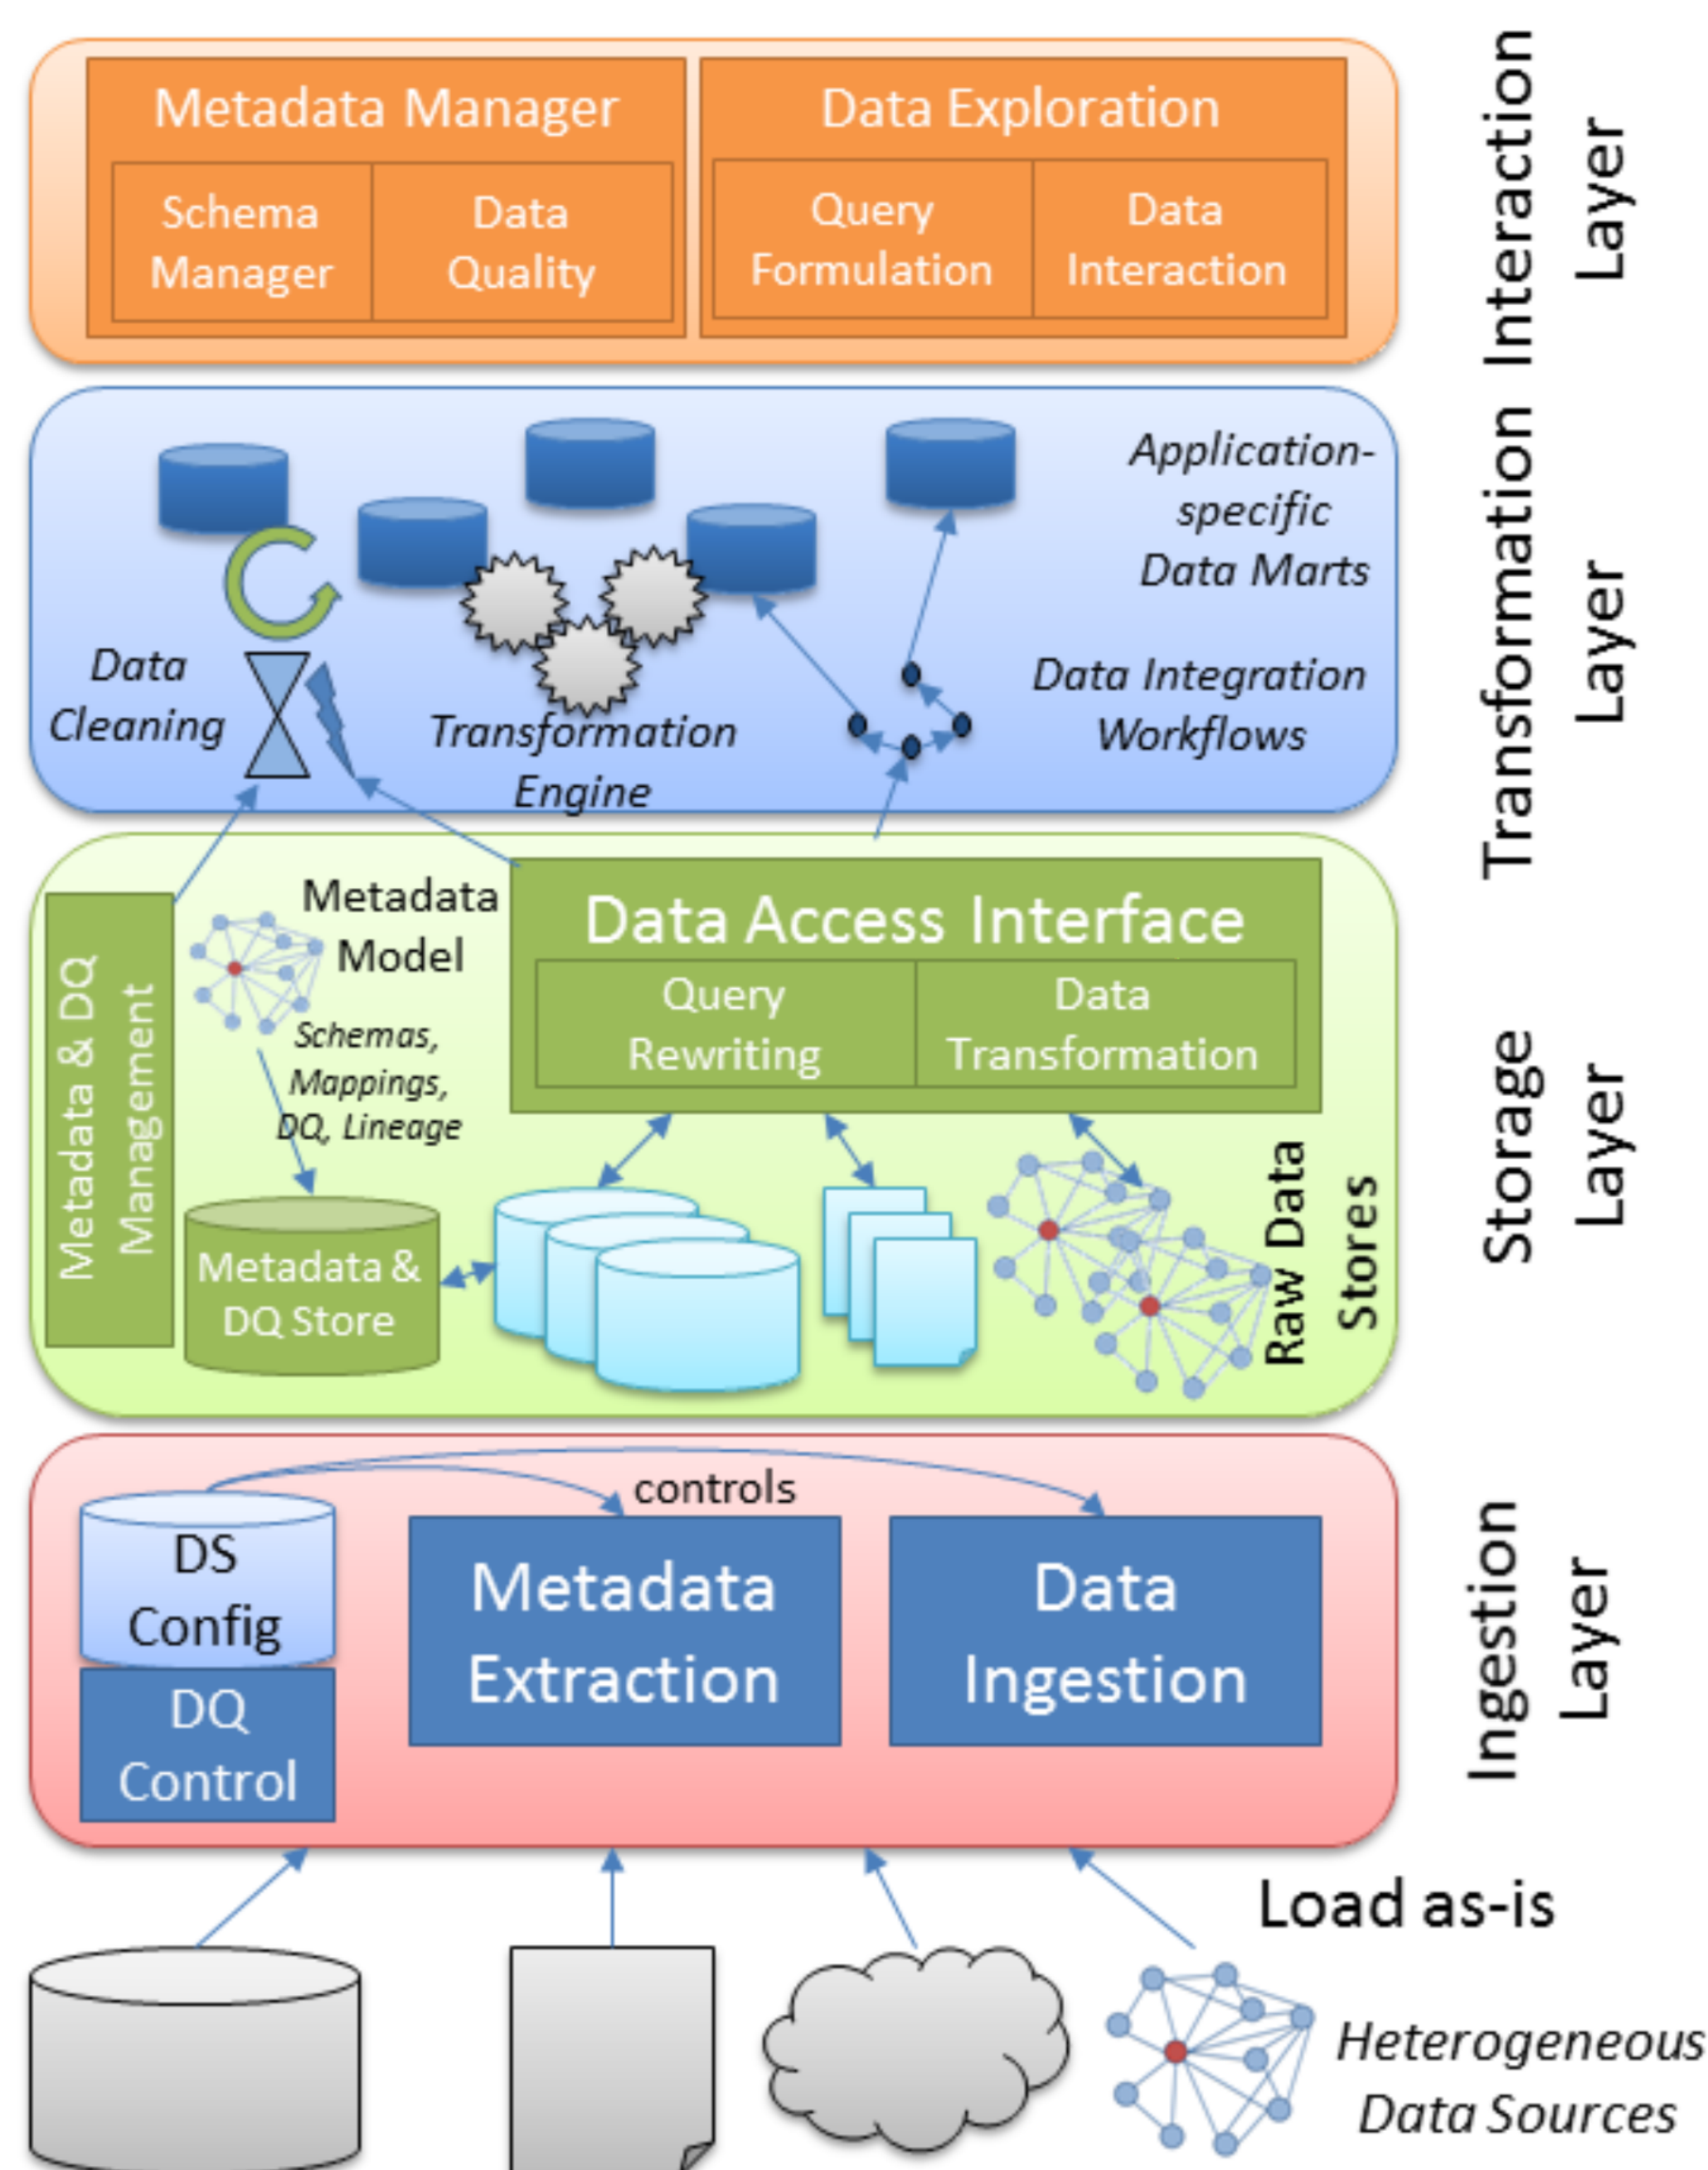 Metadata Manager
Schema
Manager
Data
Quality
Data Exploration
Query
Formulation
Data
Interaction
Interaction
Layer
Application-
specific
Data Marts
Data
Cleaning
Transformation
Engine
Data Integration
Workflows
Transformation
Layer
Metadata & DQ
Management
Metadata
Model
Schemas,
Mappings,
DQ, Lineage
Data Access Interface
Query
Rewriting
Data
Transformation
Metadata &
DQ Store
Raw Data
Stores
Storage
Layer
controls
DS
Config
DQ
Control
Metadata
Extraction
Data
Ingestion
Ingestion
Layer
Load as-is
Heterogeneous
Data Sources